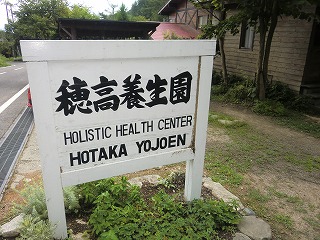 穂高養生園
HOLISTIC HEALTH CENTER
HOTAKA YOJOEN